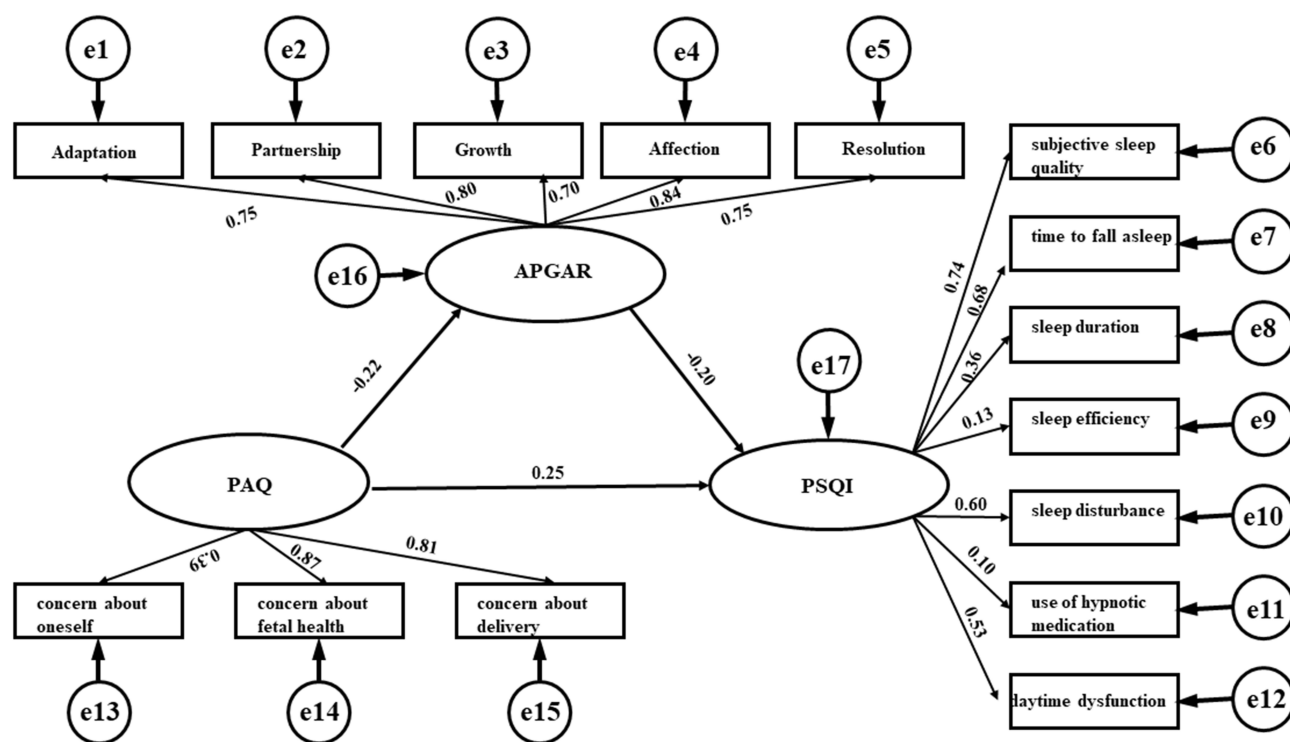 e1
e2
e3
e4
e5
Adaptation
Partnership
Growth
Affection
Resolution
subjective sleep
quality
e6
0.75
0.80
0.70
0.84
0.75
time to fall asleep
e7
e16
APGAR
0.74
0.68
sleep duration
e8
-0.22
-0.20
e17
0.36
0.13
sleep efficiency
e9
PAQ
0.25
PSQI
0.60
sleep disturbance
e10
0.39
0.87
0.81
0.10
concern about
oneself
concern about
fetal health
concern about
delivery
use of hypnotic
medication
e11
0.53
e13
e14
e15
daytime dysfunction
e12